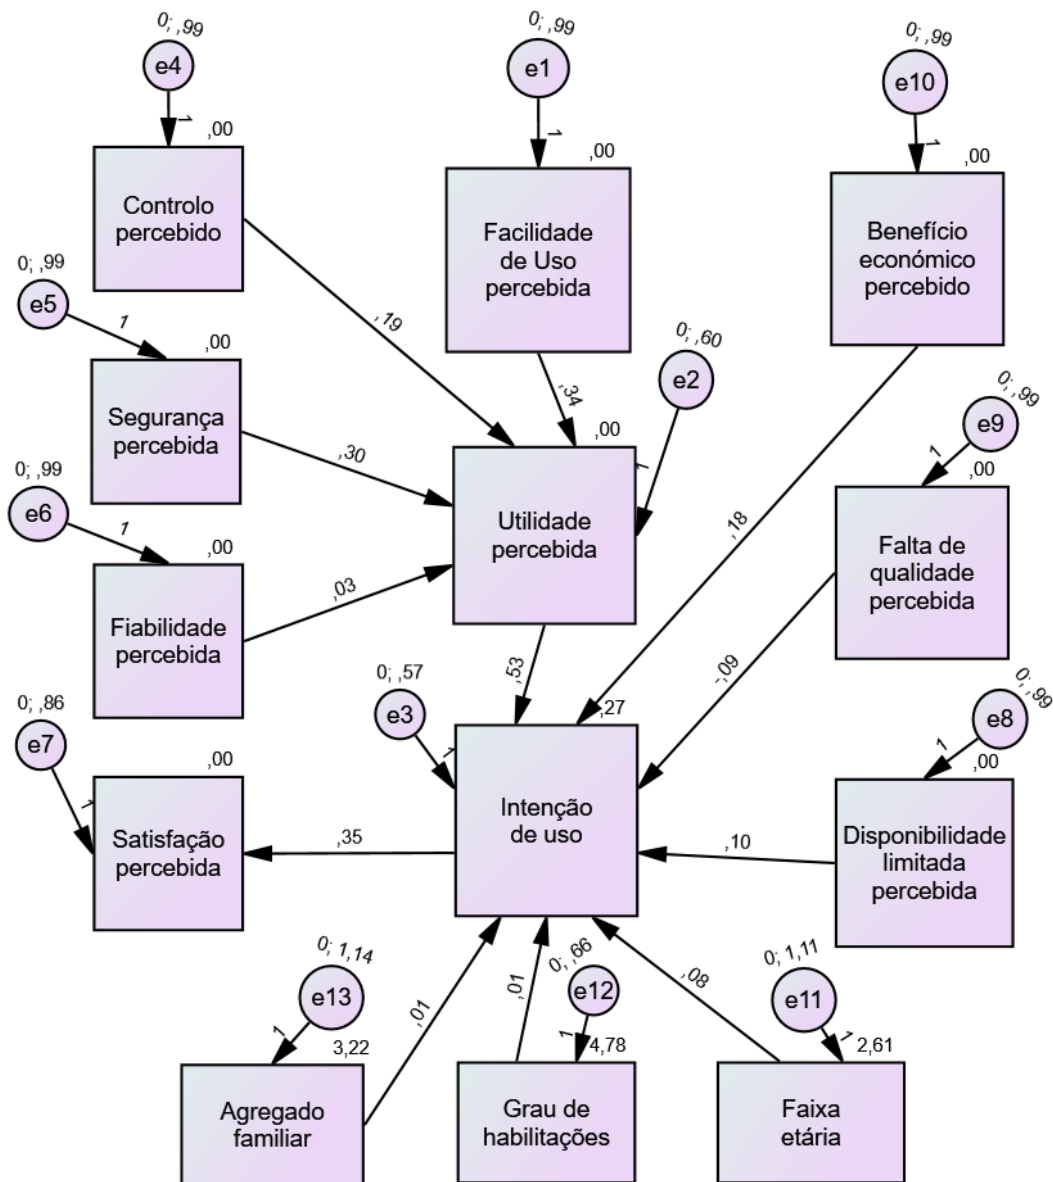 0; ,99
e4
1
,00
Controlo
percebido
0; ,99
e1
1
,00
Facilidade
de Uso
percebida
0; ,99
e10
1
,00
Benefício
económico
percebido
0; ,99
e5
1
,00
Segurança
percebida
,19
,34
0; ,60
e2
1
,00
Utilidade
percebida
,30
0; ,99
e6
1
,00
Fiabilidade
percebida
,03
,18
0; ,99
e9
1
,00
Falta de
qualidade
percebida
-,09
,53
0; ,86
e7
1
,00
Satisfação
percebida
,35
0; ,57
e3
1
,27
Intenção
de uso
0; ,99
e8
1
,00
Disponibilidade
limitada
percebida
,10
0; 1,14
e13
1
3,22
Agregado
familiar
,01
,01
0; ,66
e12
1
4,78
Grau de
habilitações
,08
0; 1,11
e11
1
2,61
Faixa
etária